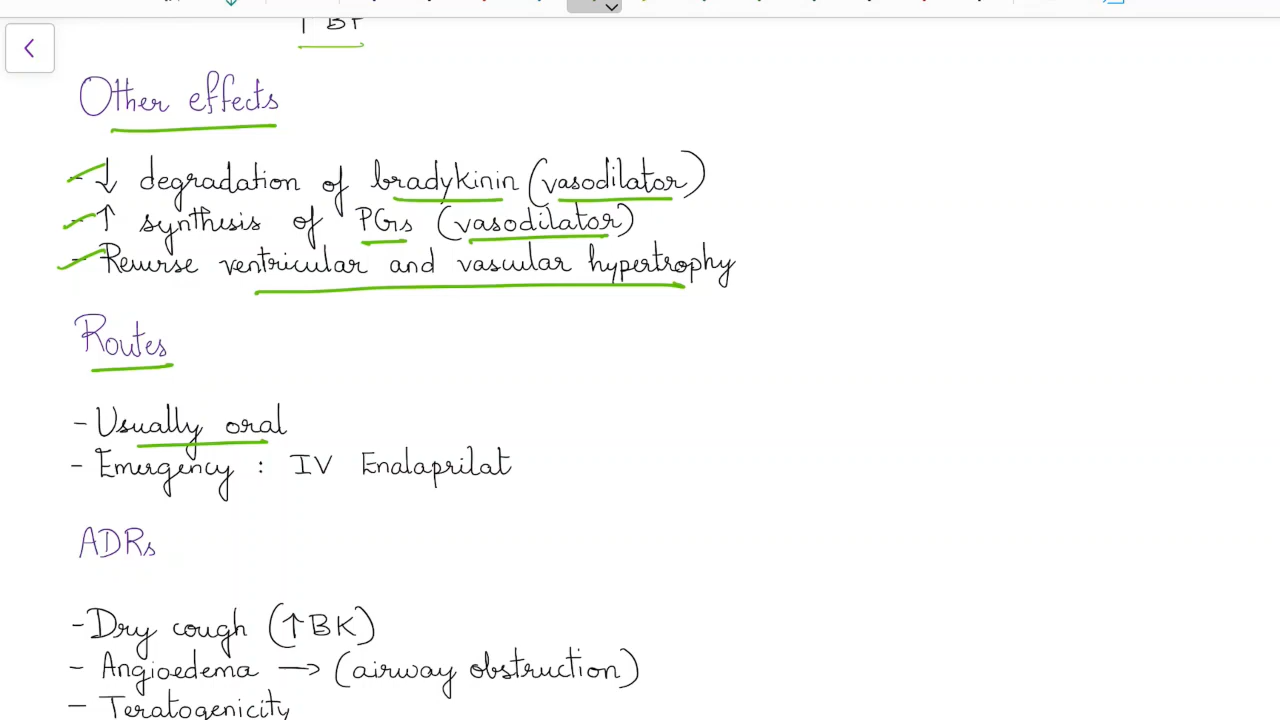 ↑ BP
Other effects
- ↓ degradation of bradykinin (vasodilator)
- ↑ synthesis of PGs (vasodilator)
- Reverse ventricular and vascular hypertrophy
Routes
- Usually oral
- Emergency : IV Enalaprilat
ADRs
- Dry cough (↑BK)
- Angioedema → (airway obstruction)
- Teratogenicity